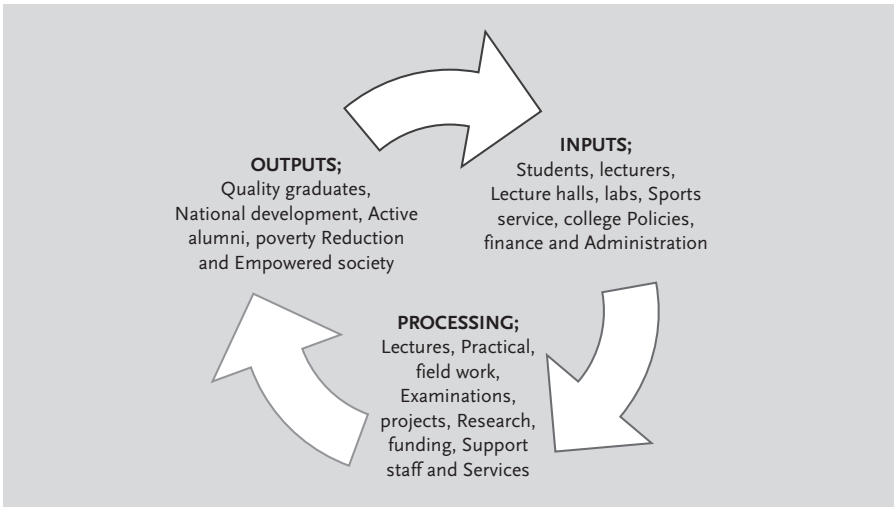 OUTPUTS;
Quality graduates,
National development, Active
alumni, poverty Reduction
and Empowered society
INPUTS;
Students, lecturers,
Lecture halls, labs, Sports
service, college Policies,
finance and Administration
PROCESSING;
Lectures, Practical,
field work,
Examinations,
projects, Research,
funding, Support
staff and Services